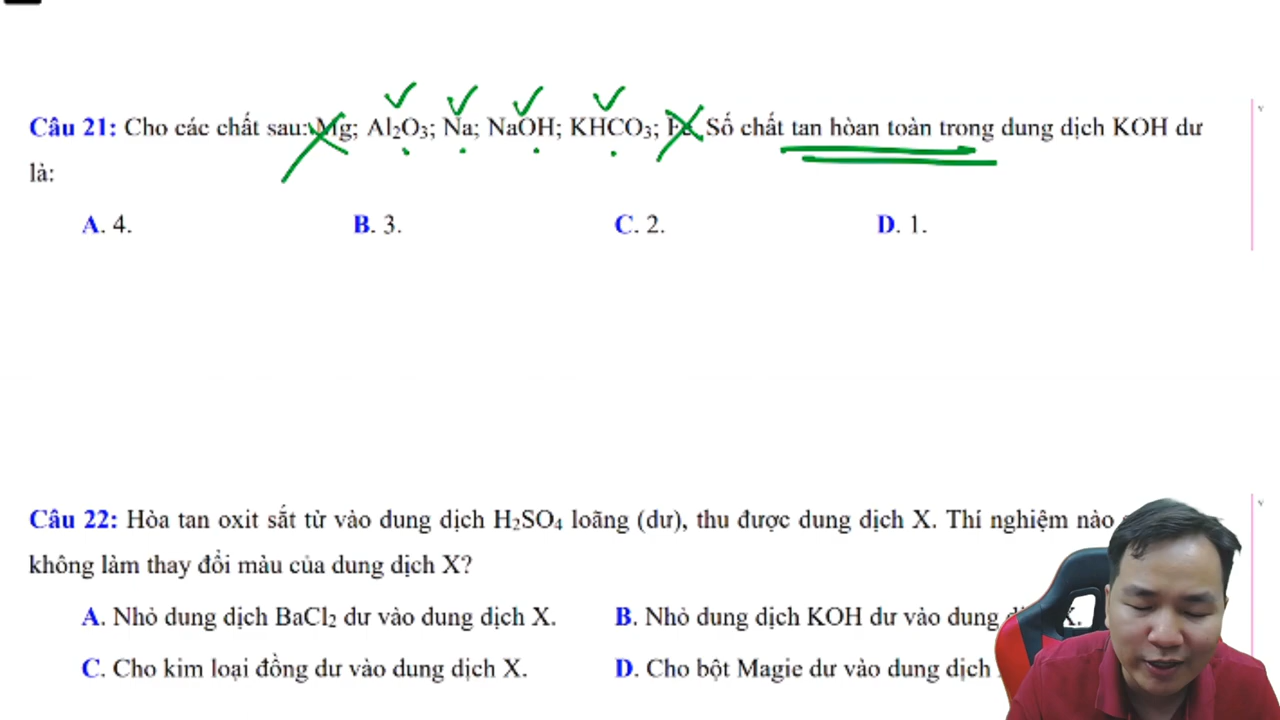 Câu 21: Cho các chất sau: Mg; Al₂O₃; Na; NaOH; KHCO₃; Fe. Số chất tan hòan toàn trong dung dịch KOH dư
là:
A. 4. B. 3. C. 2. D. 1.
Câu 22: Hòa tan oxit sắt từ vào dung dịch H₂SO₄ loãng (dư), thu được dung dịch X. Thí nghiệm nào
không làm thay đổi màu của dung dịch X?
A. Nhỏ dung dịch BaCl₂ dư vào dung dịch X. B. Nhỏ dung dịch KOH dư vào dung X.
C. Cho kim loại đồng dư vào dung dịch X. D. Cho bột Magie dư vào dung dịch